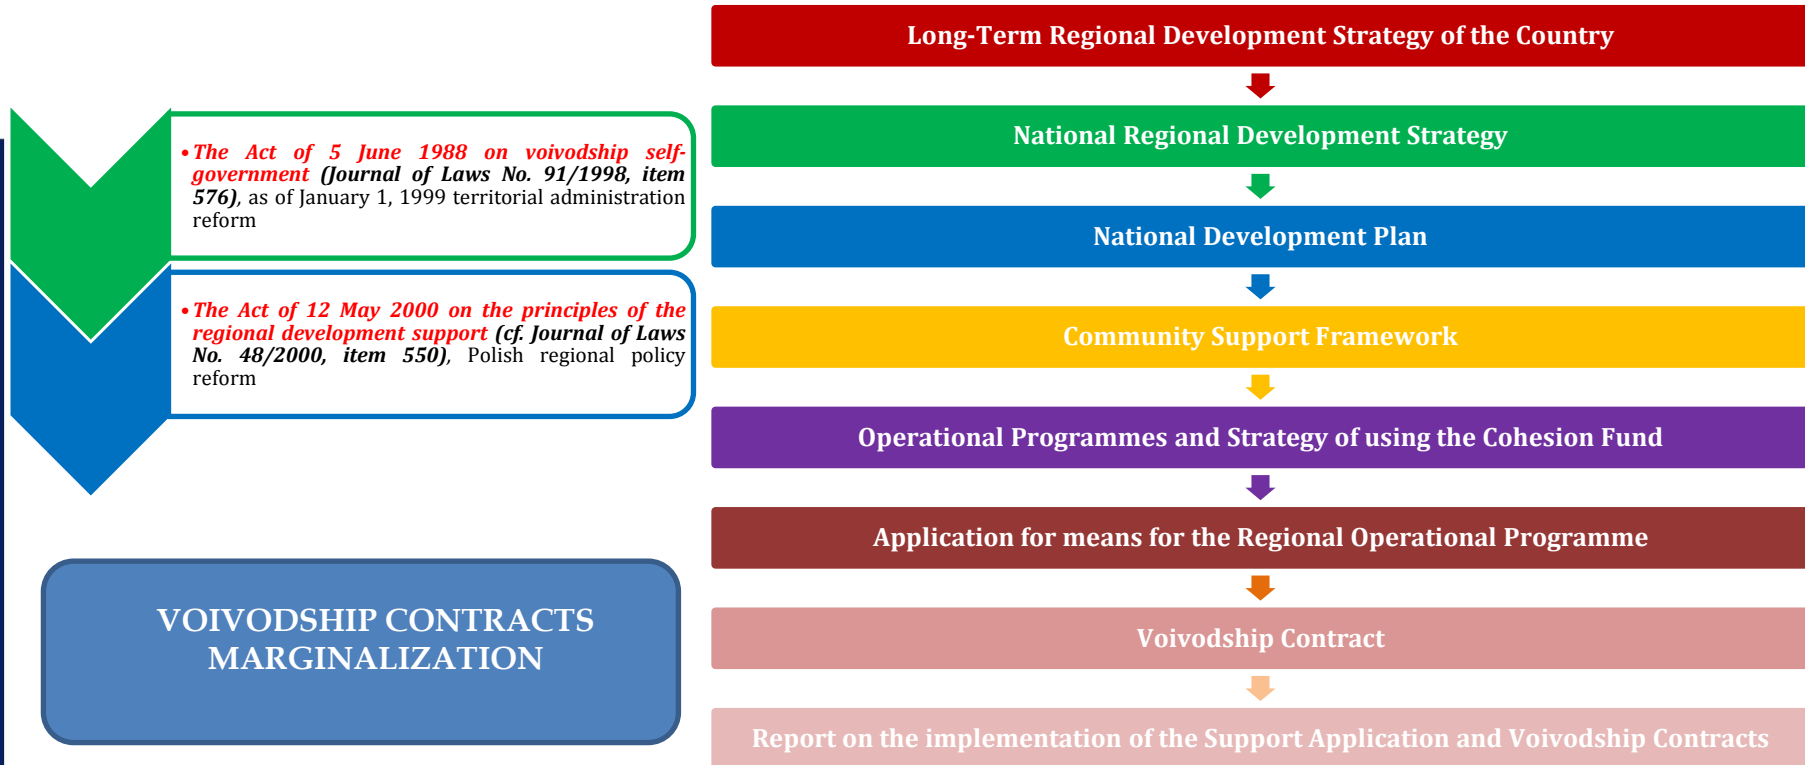 • The Act of 5 June 1988 on voivodship self-
government (Journal of Laws No. 91/1998, item
576), as of January 1, 1999 territorial administration
reform
• The Act of 12 May 2000 on the principles of the
regional development support (cf. Journal of Laws
No. 48/2000, item 550), Polish regional policy
reform
VOIVODSHIP CONTRACTS
MARGINALIZATION
Long-Term Regional Development Strategy of the Country
National Regional Development Strategy
National Development Plan
Community Support Framework
Operational Programmes and Strategy of using the Cohesion Fund
Application for means for the Regional Operational Programme
Voivodship Contract
Report on the implementation of the Support Application and Voivodship Contracts